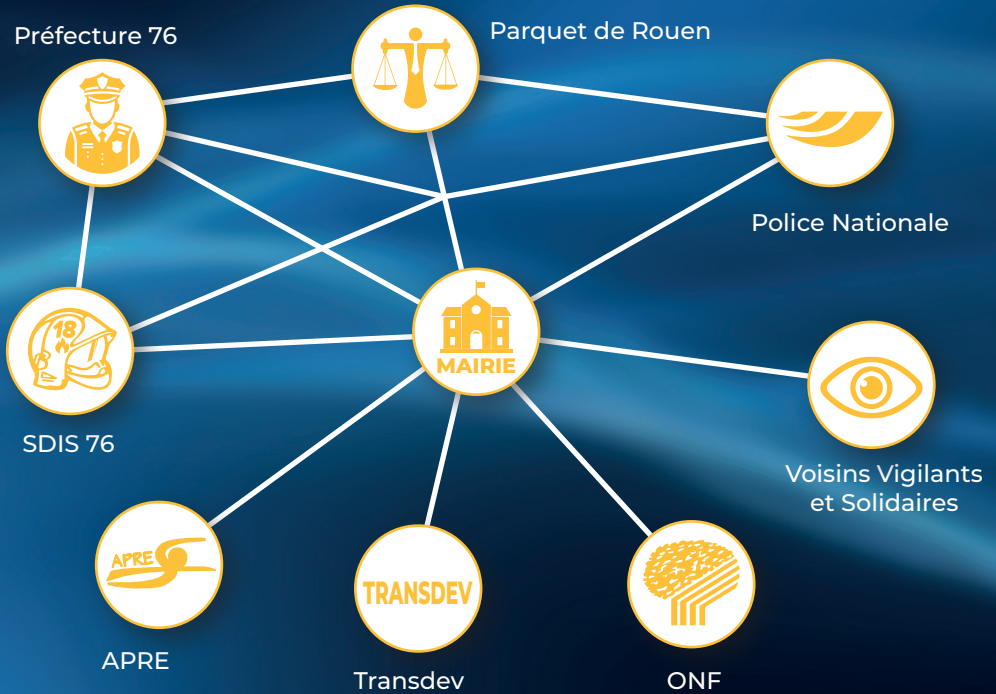 Préfecture 76
Parquet de Rouen
Police Nationale
18
MAIRIE
SDIS 76
Voisins Vigilants
et Solidaires
APRE
TRANSDEV
APRE
Transdev
ONF